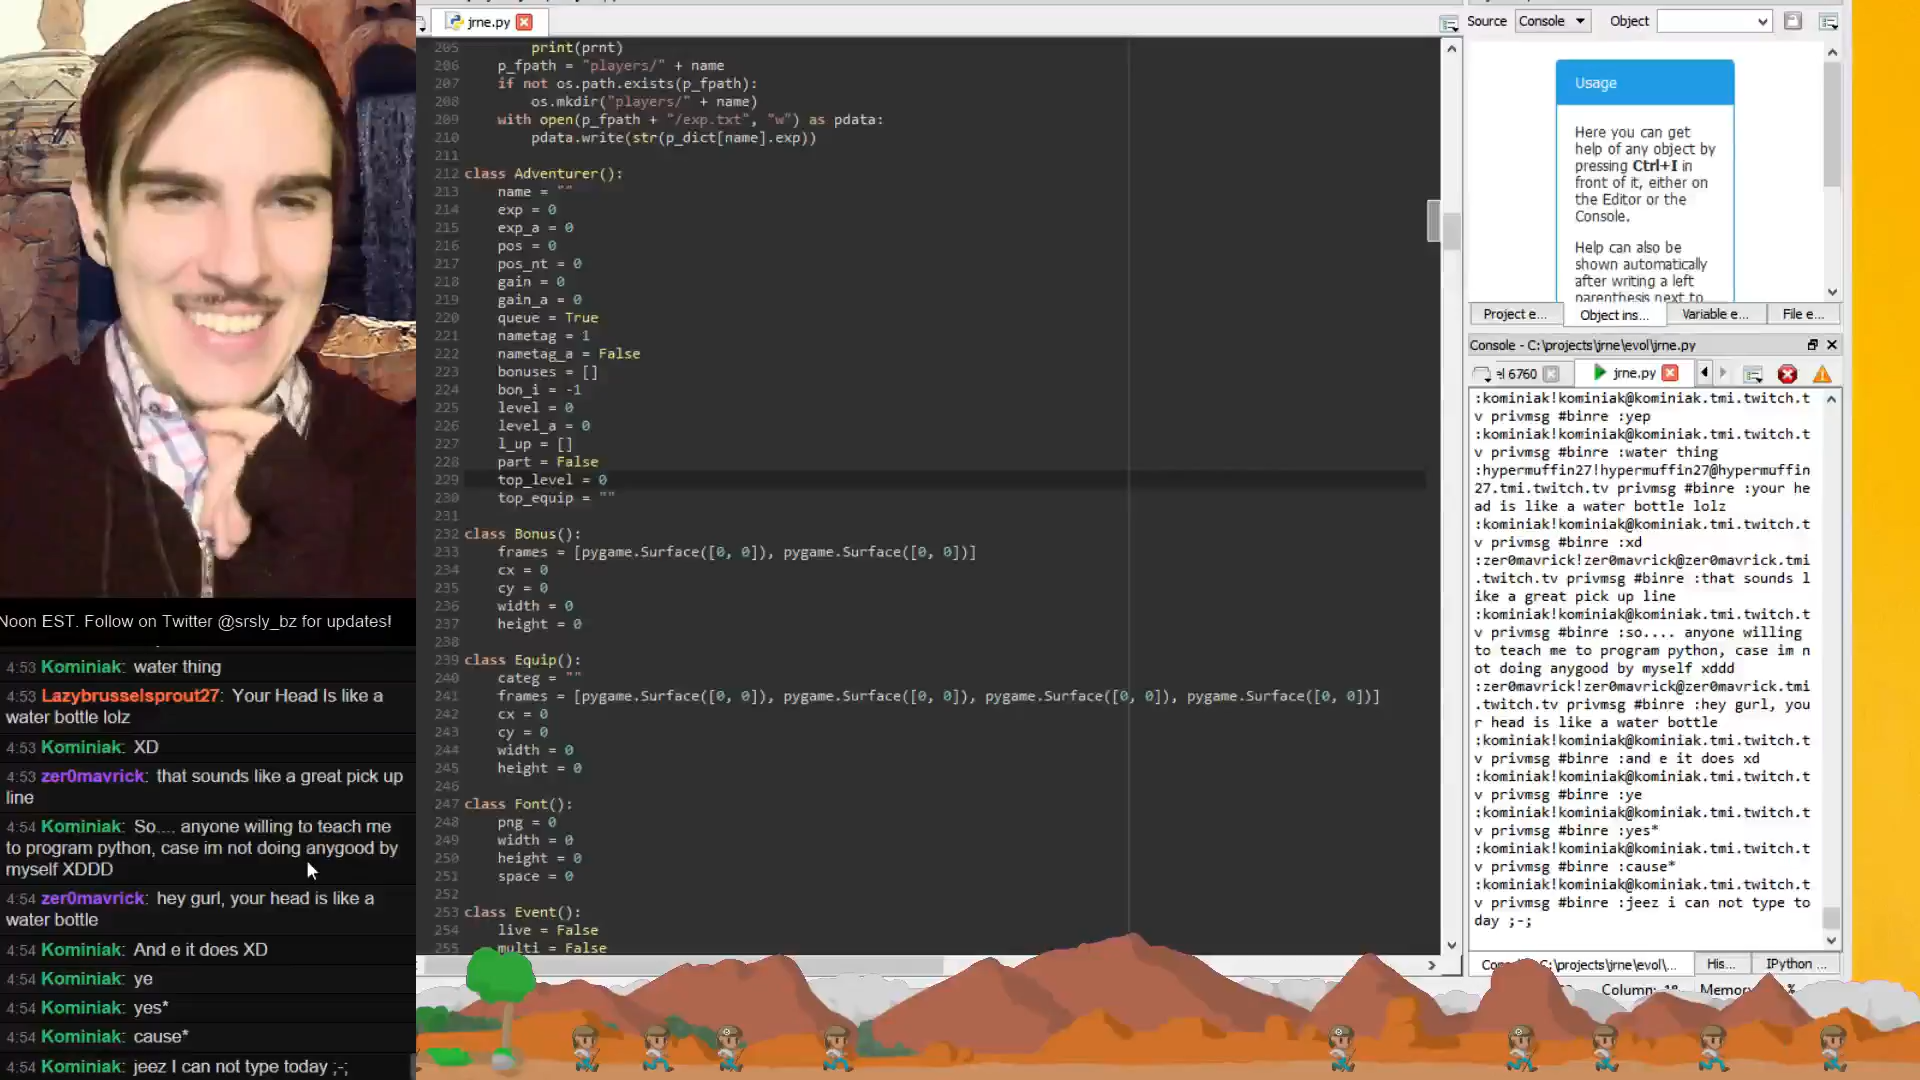 Noon EST. Follow on Twitter @srsly_bz for updates!
4:53 Kominiak: water thing
4:53 Lazybrusselsprout27: Your Head Is like a
water bottle lolz
4:53 Kominiak: XD
4:53 zer0mavrick: that sounds like a great pick up
line
4:54 Kominiak: So.... anyone willing to teach me
to program python, case im not doing anygood by
myself XDDD
4:54 zer0mavrick: hey gurl, your head is like a
water bottle
4:54 Kominiak: And e it does XD
4:54 Kominiak: ye
4:54 Kominiak: yes*
4:54 Kominiak: cause*
4:54 Kominiak: jeez I can not type today ;-;
jrne.py
205 print(prnt)
206 p_fpath = "players/" + name
207 if not os.path.exists(p_fpath):
208 os.mkdir("players/" + name)
209 with open(p_fpath + "/exp.txt", "w") as pdata:
210 pdata.write(str(p_dict[name].exp))
211
212 class Adventurer():
213 name = ""
214 exp = 0
215 exp_a = 0
216 pos = 0
217 pos_nt = 0
218 gain = 0
219 gain_a = 0
220 queue = True
221 nametag = 1
222 nametag_a = False
223 bonuses = []
224 bon_i = -1
225 level = 0
226 level_a = 0
227 l_up = []
228 part = False
229 top_level = 0
230 top_equip = ""
231
232 class Bonus():
233 frames = [pygame.Surface([0, 0]), pygame.Surface([0, 0])]
234 cx = 0
235 cy = 0
236 width = 0
237 height = 0
238
239 class Equip():
240 categ = ""
241 frames = [pygame.Surface([0, 0]), pygame.Surface([0, 0]), pygame.Surface([0, 0]), pygame.Surface([0, 0])]
242 cx = 0
243 cy = 0
244 width = 0
245 height = 0
246
247 class Font():
248 png = 0
249 width = 0
250 height = 0
251 space = 0
252
253 class Event():
254 live = False
255 multi = False
Source Console Object
Usage
Here you can get
help of any object by
pressing Ctrl+I in
front of it, either on
the Editor or the
Console.
Help can also be
shown automatically
after writing a left
parenthesis next to
Project e... Object ins... Variable e... File e...
Console - C:\projects\jrne\evol\jrne.py
el 6760 jrne.py
:kominiak!kominiak@kominiak.tmi.twitch.t
v privmsg #binre :yep
:kominiak!kominiak@kominiak.tmi.twitch.t
v privmsg #binre :water thing
:hypermuffin27!hypermuffin27@hypermuffin
27.tmi.twitch.tv privmsg #binre :your he
ad is like a water bottle lolz
:kominiak!kominiak@kominiak.tmi.twitch.t
v privmsg #binre :xd
:zer0mavrick!zer0mavrick@zer0mavrick.tmi
.twitch.tv privmsg #binre :that sounds l
ike a great pick up line
:kominiak!kominiak@kominiak.tmi.twitch.t
v privmsg #binre :so.... anyone willing
to teach me to program python, case im n
ot doing anygood by myself xddd
:zer0mavrick!zer0mavrick@zer0mavrick.tmi
.twitch.tv privmsg #binre :hey gurl, you
r head is like a water bottle
:kominiak!kominiak@kominiak.tmi.twitch.t
v privmsg #binre :and e it does xd
:kominiak!kominiak@kominiak.tmi.twitch.t
v privmsg #binre :ye
:kominiak!kominiak@kominiak.tmi.twitch.t
v privmsg #binre :yes*
:kominiak!kominiak@kominiak.tmi.twitch.t
v privmsg #binre :cause*
:kominiak!kominiak@kominiak.tmi.twitch.t
v privmsg #binre :jeez i can not type to
day ;-;
C:\projects\jrne\evol\... His... IPython ...
Column: %